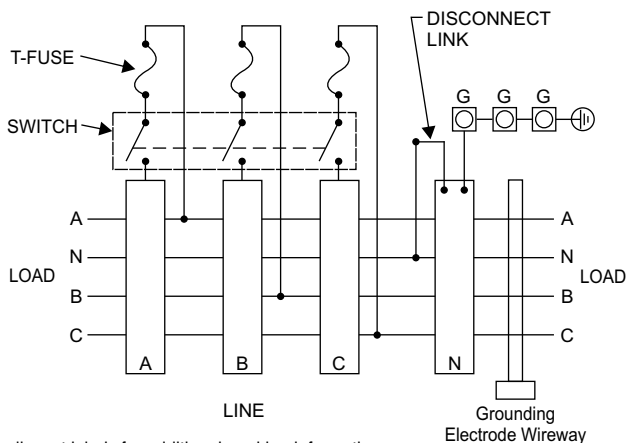 DISCONNECT
LINK
T-FUSE
G G G
SWITCH
A A
N N
LOAD LOAD
B B
C C
A B C N
LINE
Grounding
Electrode Wireway